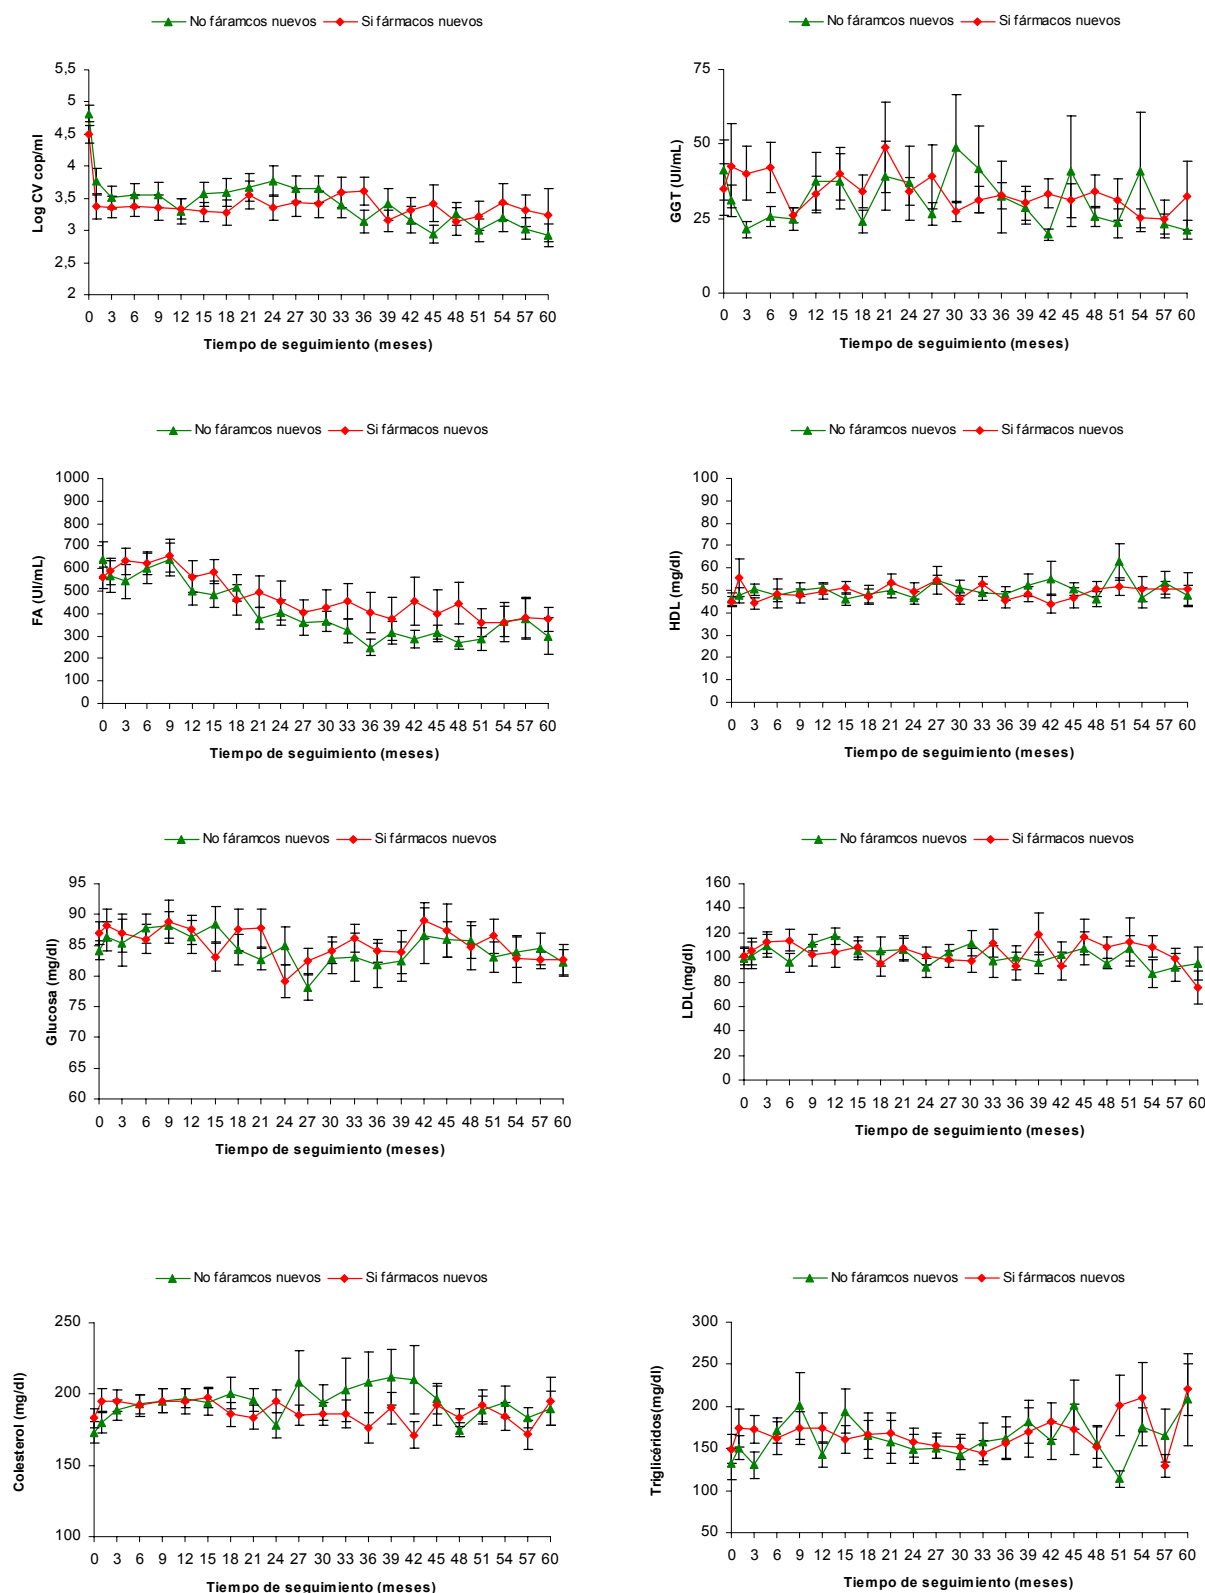 No fáramcos nuevos Si fármacos nuevos
Log CV cop/ml
5,5
5
4,5
4
3,5
3
2,5
2
0 3 6 9 12 15 18 21 24 27 30 33 36 39 42 45 48 51 54 57 60
Tiempo de seguimiento (meses)
No fáramcos nuevos Si fármacos nuevos
GGT (UI/mL)
75
50
25
0
0 3 6 9 12 15 18 21 24 27 30 33 36 39 42 45 48 51 54 57 60
Tiempo de seguimiento (meses)
No fáramcos nuevos Si fármacos nuevos
FA (UI/mL)
1000
900
800
700
600
500
400
300
200
100
0
0 3 6 9 12 15 18 21 24 27 30 33 36 39 42 45 48 51 54 57 60
Tiempo de seguimiento (meses)
No fáramcos nuevos Si fármacos nuevos
HDL (mg/dl)
100
90
80
70
60
50
40
30
20
10
0
0 3 6 9 12 15 18 21 24 27 30 33 36 39 42 45 48 51 54 57 60
Tiempo de seguimiento (meses)
No fáramcos nuevos Si fármacos nuevos
Glucosa (mg/dl)
95
90
85
80
75
70
65
60
0 3 6 9 12 15 18 21 24 27 30 33 36 39 42 45 48 51 54 57 60
Tiempo de seguimiento (meses)
No fáramcos nuevos Si fármacos nuevos
LDL(mg/dl)
160
140
120
100
80
60
40
20
0
0 3 6 9 12 15 18 21 24 27 30 33 36 39 42 45 48 51 54 57 60
Tiempo de seguimiento (meses)
No fáramcos nuevos Si fármacos nuevos
Colesterol (mg/dl)
250
200
150
100
0 3 6 9 12 15 18 21 24 27 30 33 36 39 42 45 48 51 54 57 60
Tiempo de seguimiento (meses)
No fáramcos nuevos Si fármacos nuevos
Triglicéridos(mg/dl)
300
250
200
150
100
50
0 3 6 9 12 15 18 21 24 27 30 33 36 39 42 45 48 51 54 57 60
Tiempo de seguimiento (meses)